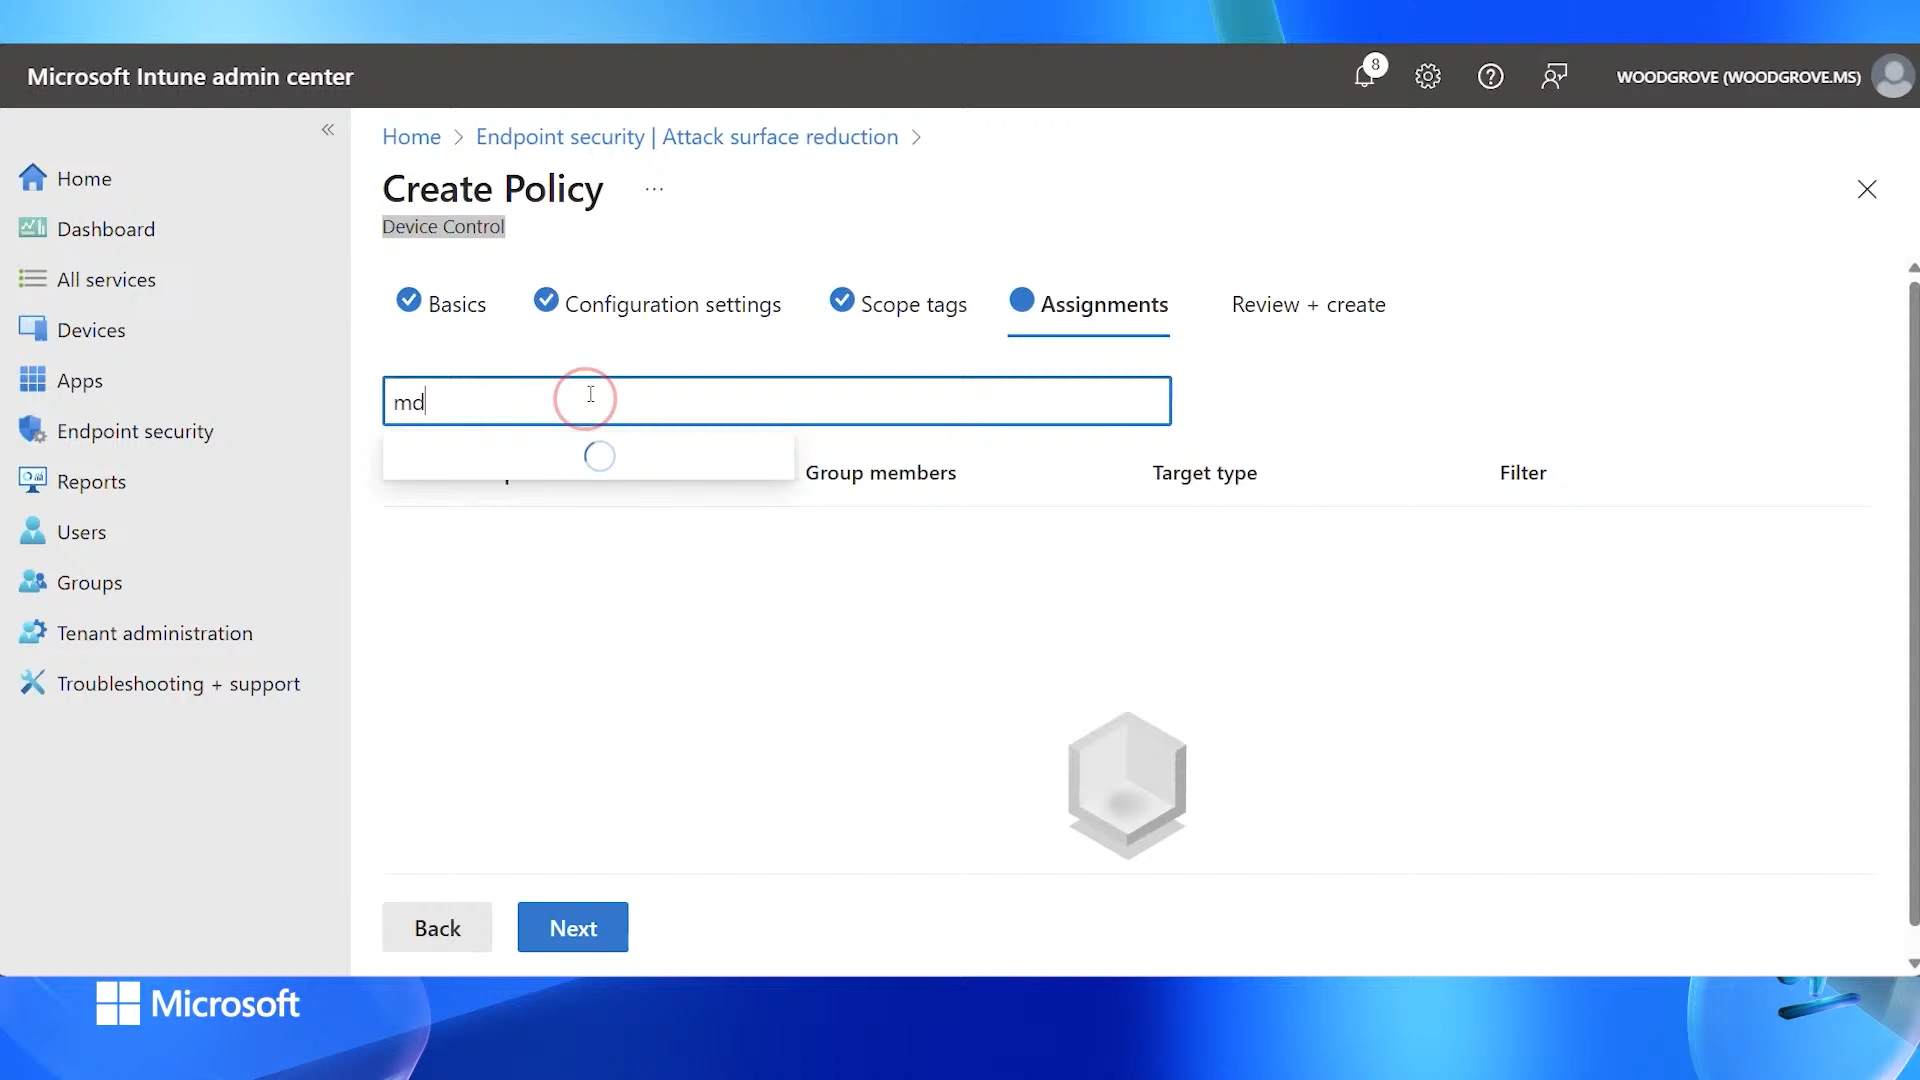 Microsoft Intune admin center
8
WOODGROVE (WOODGROVE.MS)
Home
Dashboard
All services
Devices
Apps
Endpoint security
Reports
Users
Groups
Tenant administration
Troubleshooting + support
Home > Endpoint security | Attack surface reduction >
Create Policy ...
Device Control
Basics
Configuration settings
Scope tags
Assignments
Review + create
md
Group members
Target type
Filter
Back
Next
Microsoft